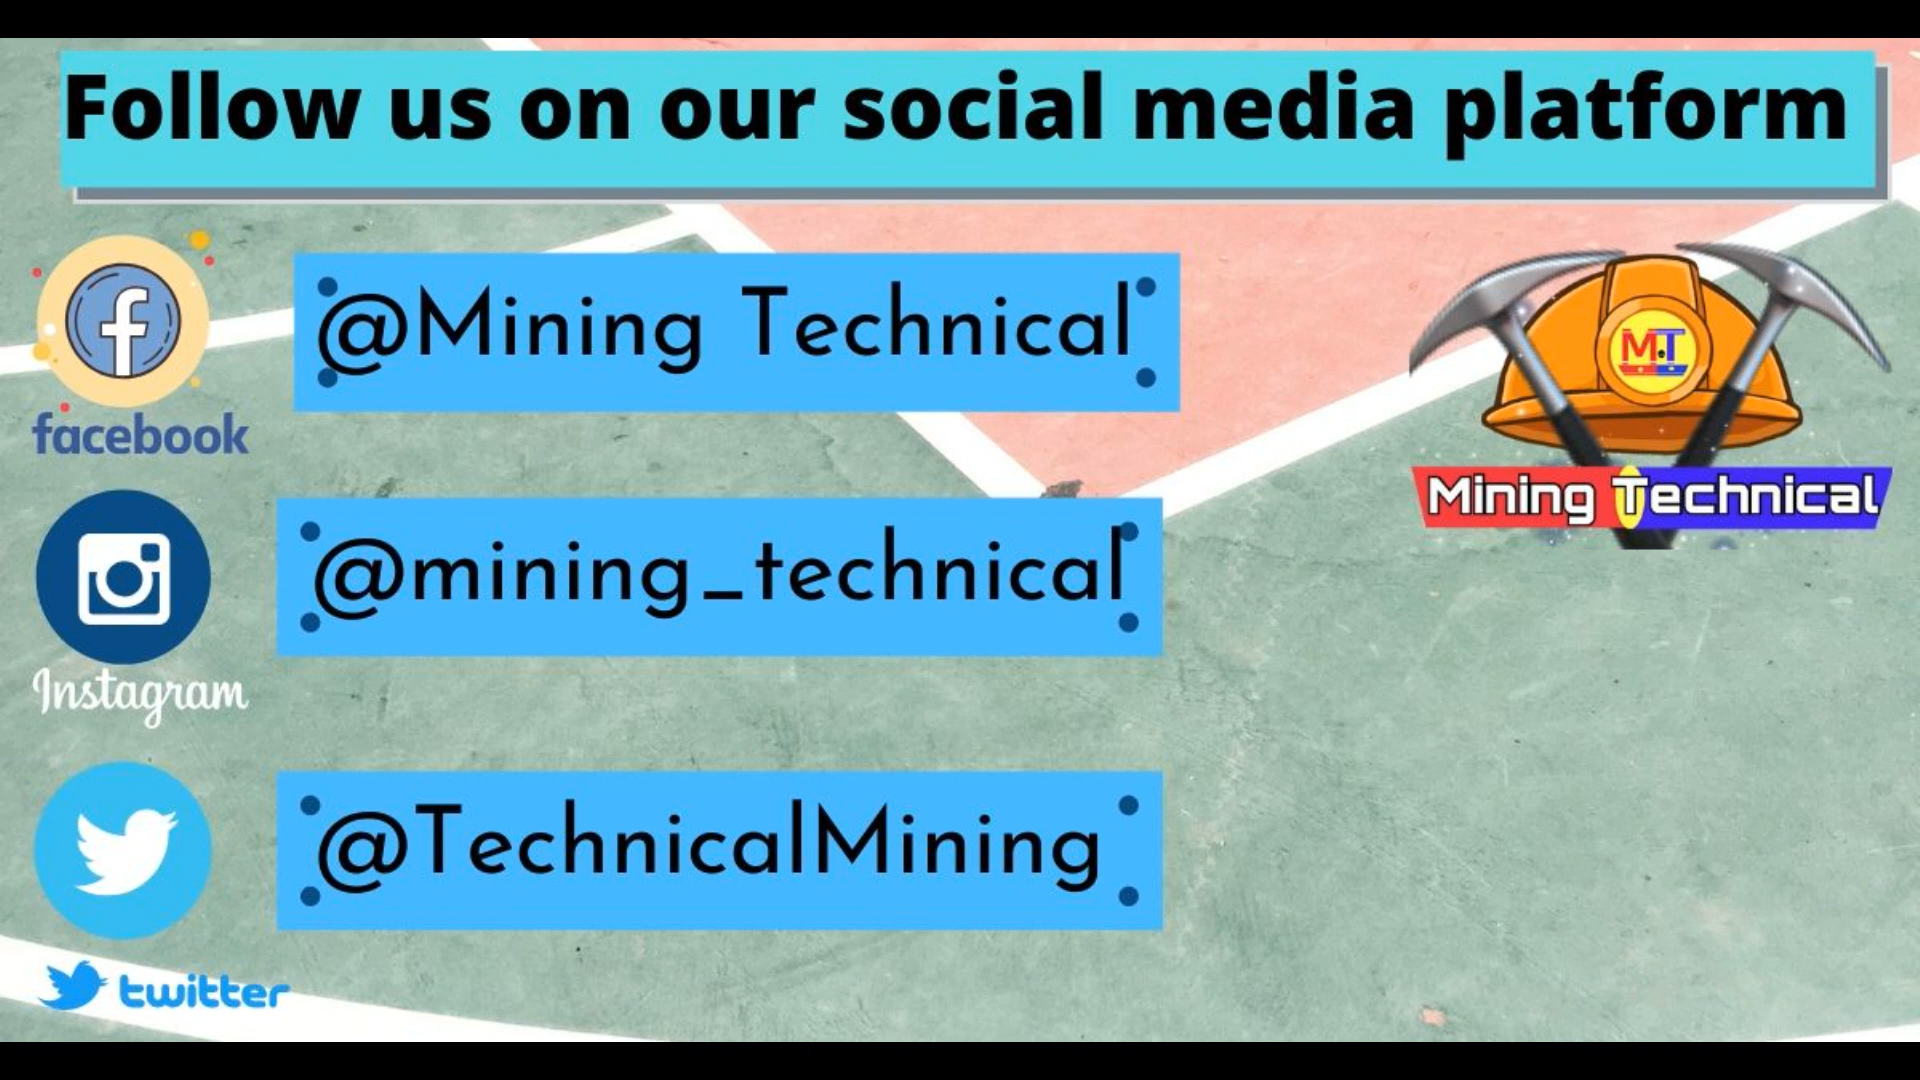 Follow us on our social media platform
@Mining Technical
facebook
M.T
Mining Technical
@mining_technical
Instagram
@TechnicalMining
twitter